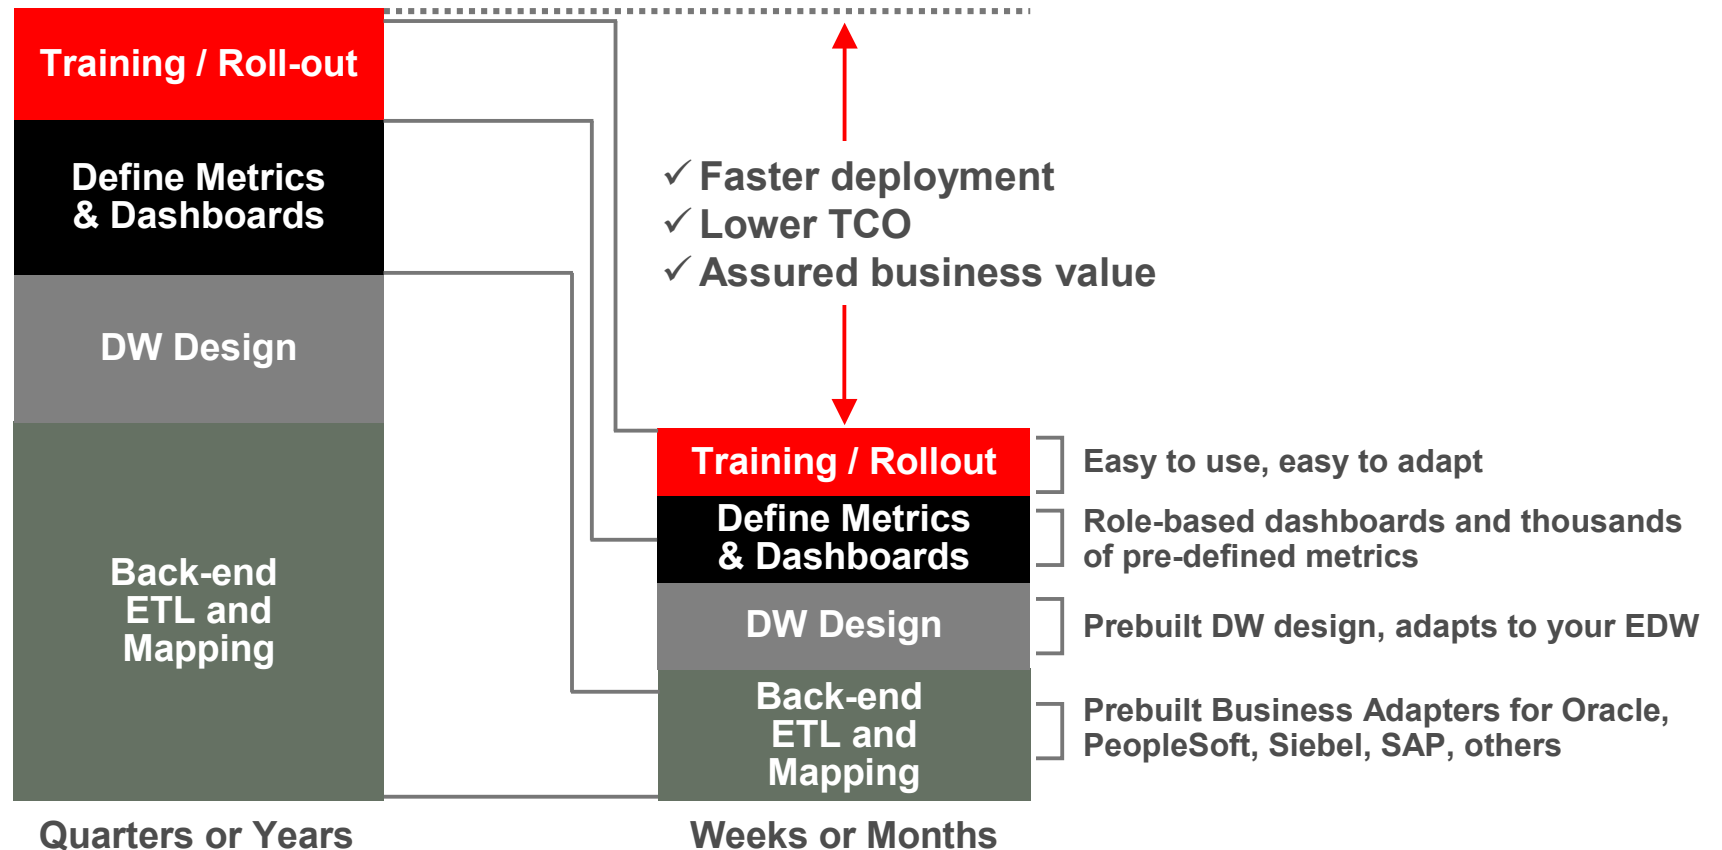 Training / Roll-out
Define Metrics
& Dashboards
DW Design
Back-end
ETL and
Mapping
Quarters or Years
✓ Faster deployment
✓ Lower TCO
✓ Assured business value
Training / Rollout
Define Metrics
& Dashboards
DW Design
Back-end
ETL and
Mapping
Weeks or Months
Easy to use, easy to adapt
Role-based dashboards and thousands
of pre-defined metrics
Prebuilt DW design, adapts to your EDW
Prebuilt Business Adapters for Oracle,
PeopleSoft, Siebel, SAP, others